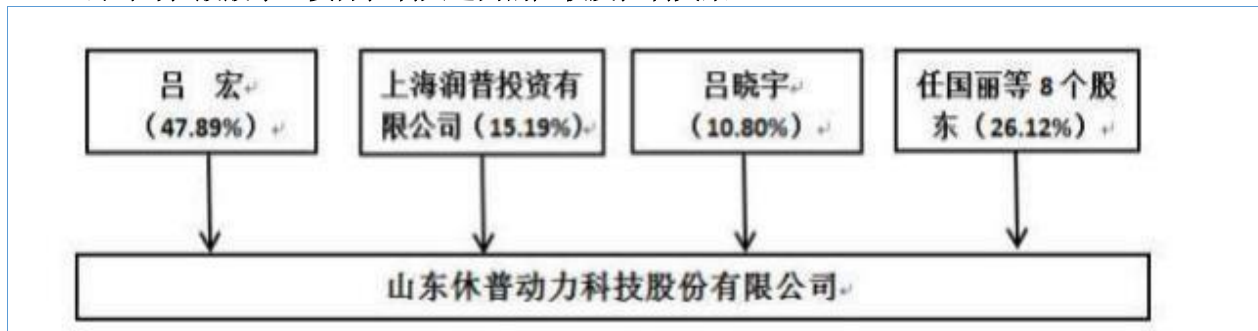 吕　宏
（47.89%）
上海润普投资有
限公司（15.19%）
吕晓宇
（10.80%）
任国丽等 8 个股
东（26.12%）
山东休普动力科技股份有限公司